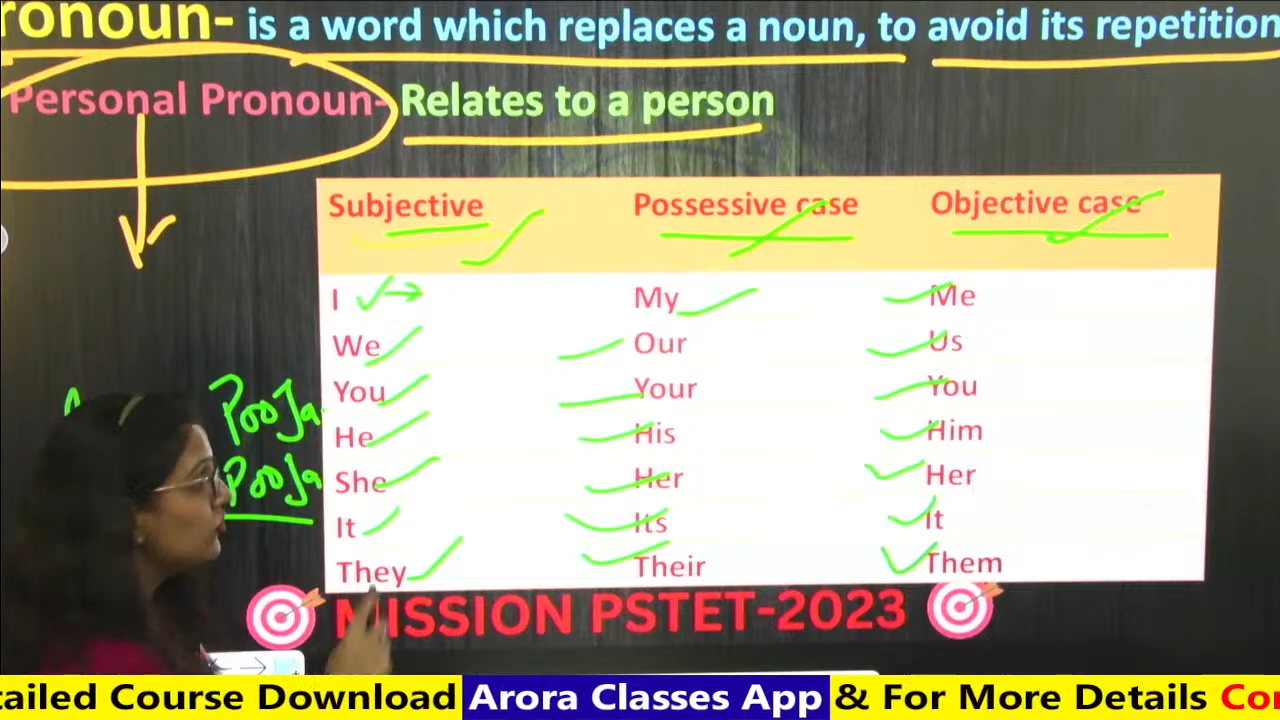 ronoun- is a word which replaces a noun, to avoid its repetition
Personal Pronoun- Relates to a person
Subjective Possessive case Objective case
I My Me
We Our Us
You Your You
He His Him
She Her Her
It Its It
They Their Them
PooJa
PooJa
MISSION PSTET-2023
tailed Course Download Arora Classes App & For More Details Co